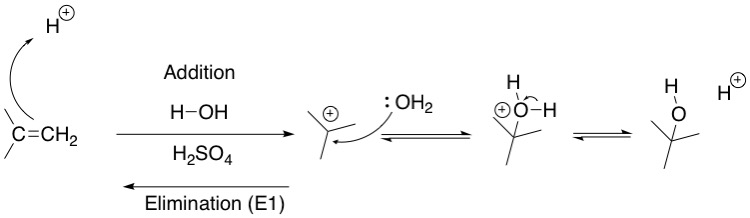 H⊕
Addition
H–OH
H₂SO₄
Elimination (E1)
C=CH₂
⊕
:OH₂
H
⊕O–H
H
O
H⊕